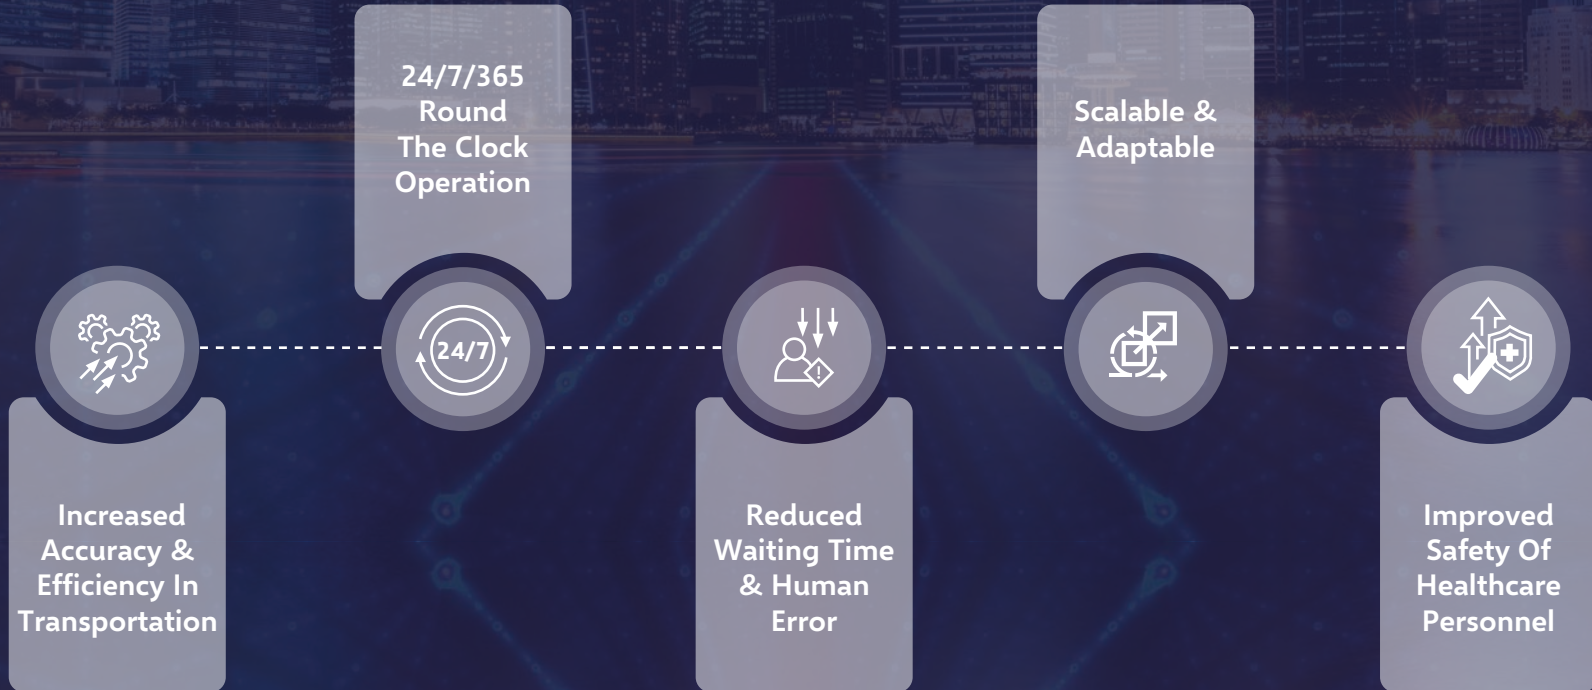 Increased
Accuracy &
Efficiency In
Transportation
24/7/365
Round
The Clock
Operation
24/7
Reduced
Waiting Time
& Human
Error
!
Scalable &
Adaptable
Improved
Safety Of
Healthcare
Personnel